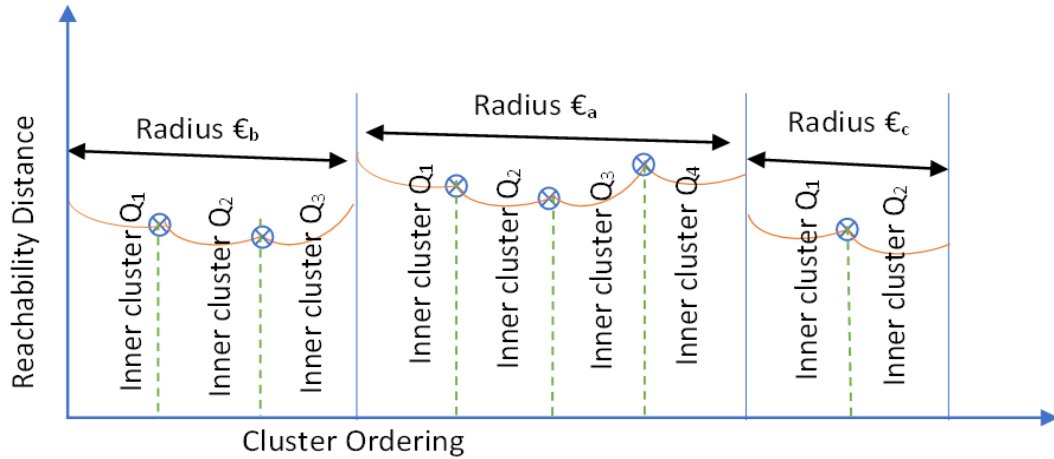 Reachability Distance
Radius €b
Inner cluster Q1
Inner cluster Q2
Inner cluster Q3
Radius €a
Inner cluster Q1
Inner cluster Q2
Inner cluster Q3
Inner cluster Q4
Radius €c
Inner cluster Q1
Inner cluster Q2
Cluster Ordering